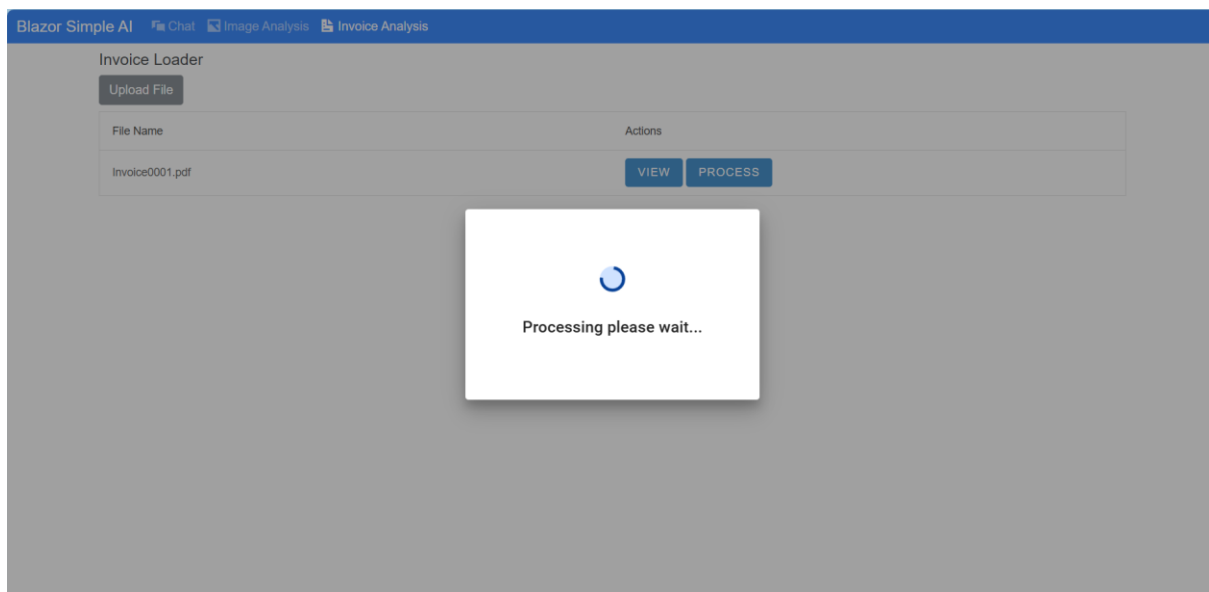 Blazor Simple AI Chat Image Analysis Invoice Analysis
Invoice Loader
Upload File
File Name Actions
Invoice0001.pdf VIEW PROCESS
Processing please wait...